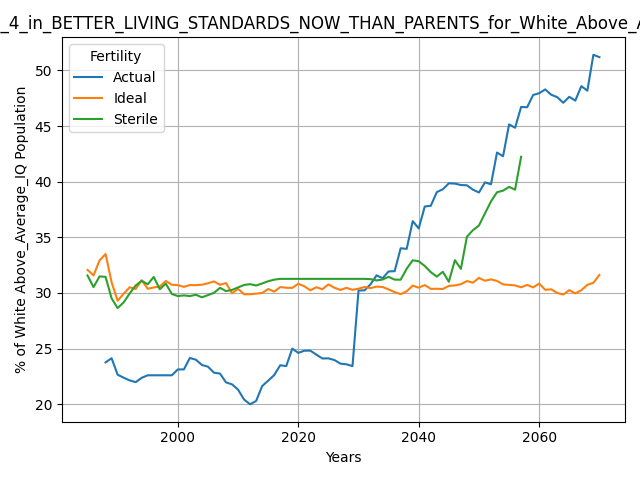 _4_in_BETTER_LIVING_STANDARDS_NOW_THAN_PARENTS_for_White_Above_A
Fertility
Actual
Ideal
Sterile
% of White Above_Average_IQ Population
50
45
40
35
30
25
20
2000
2020
2040
2060
Years